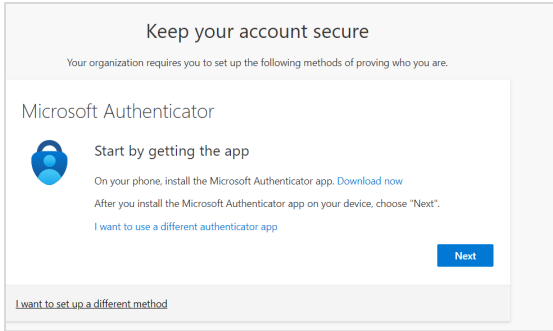 Keep your account secure
Your organization requires you to set up the following methods of proving who you are.
Microsoft Authenticator
Start by getting the app
On your phone, install the Microsoft Authenticator app. Download now
After you install the Microsoft Authenticator app on your device, choose "Next".
I want to use a different authenticator app
Next
I want to set up a different method